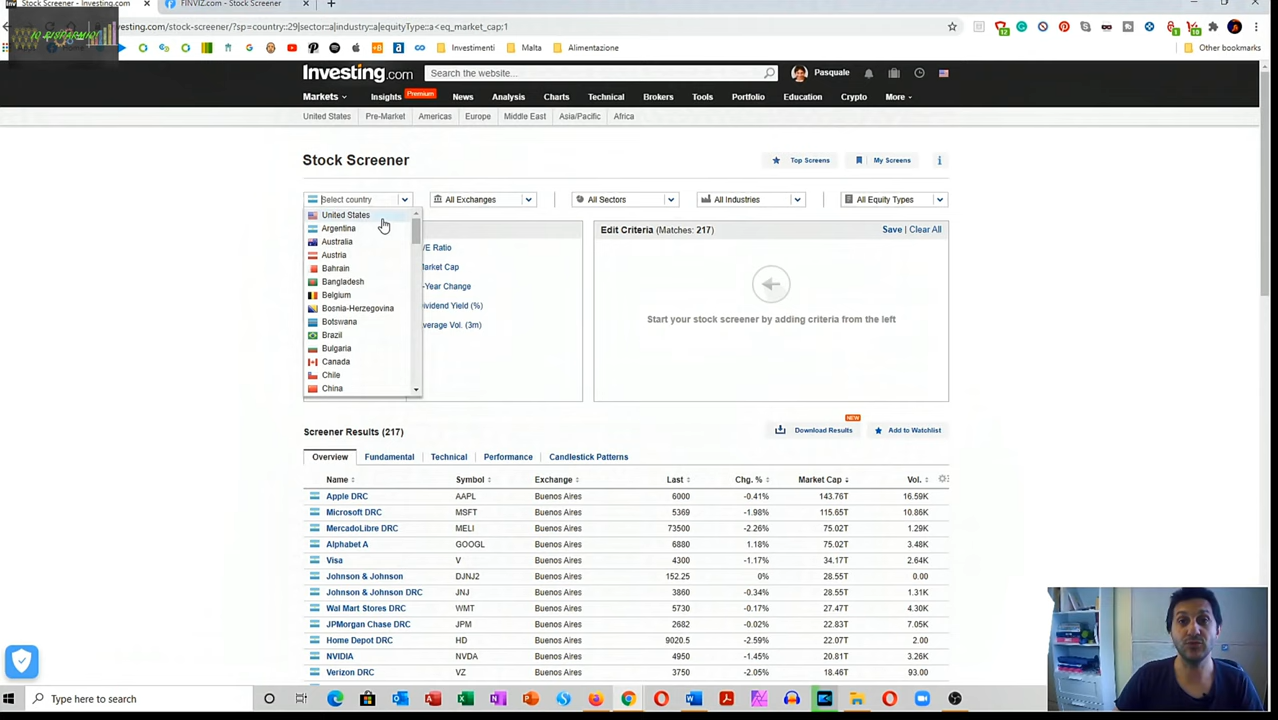 Stock Screener - Investing.com
FINVIZ.com - Stock Screener
.com/stock-screener/?sp=country::29|sector:a|industry:a|equityType:a<eq_market_cap;1
IO RISPARMIO
Investimenti
Malta
Alimentazione
Other bookmarks
Investing.com
Search the website...
Pasquale
Markets
Insights
Premium
News
Analysis
Charts
Technical
Brokers
Tools
Portfolio
Education
Crypto
More
United States
Pre-Market
Americas
Europe
Middle East
Asia/Pacific
Africa
Stock Screener
Top Screens
My Screens
Select country
All Exchanges
All Sectors
All Industries
All Equity Types
United States
Argentina
Australia
Austria
Bahrain
Bangladesh
Belgium
Bosnia-Herzegovina
Botswana
Brazil
Bulgaria
Canada
Chile
China
/E Ratio
arket Cap
-Year Change
ividend Yield (%)
verage Vol. (3m)
Edit Criteria (Matches: 217)
Save | Clear All
Start your stock screener by adding criteria from the left
Screener Results (217)
NEW
Download Results
Add to Watchlist
Overview
Fundamental
Technical
Performance
Candlestick Patterns
Name Symbol Exchange Last Chg. % Market Cap Vol.
Apple DRC AAPL Buenos Aires 6000 -0.41% 143.76T 16.59K
Microsoft DRC MSFT Buenos Aires 5369 -1.98% 115.65T 10.86K
MercadoLibre DRC MELI Buenos Aires 73500 -2.26% 75.02T 1.29K
Alphabet A GOOGL Buenos Aires 6880 1.18% 75.02T 3.48K
Visa V Buenos Aires 4300 -1.17% 34.17T 2.64K
Johnson & Johnson DJNJ2 Buenos Aires 152.25 0% 28.55T 0.00
Johnson & Johnson DRC JNJ Buenos Aires 3860 -0.34% 28.55T 1.31K
Wal Mart Stores DRC WMT Buenos Aires 5730 -0.17% 27.47T 4.30K
JPMorgan Chase DRC JPM Buenos Aires 2682 -0.02% 22.83T 7.05K
Home Depot DRC HD Buenos Aires 9020.5 -2.59% 22.07T 2.00
NVIDIA NVDA Buenos Aires 4950 -1.45% 20.81T 3.26K
Verizon DRC VZ Buenos Aires 3750 -2.05% 18.46T 93.00
Type here to search